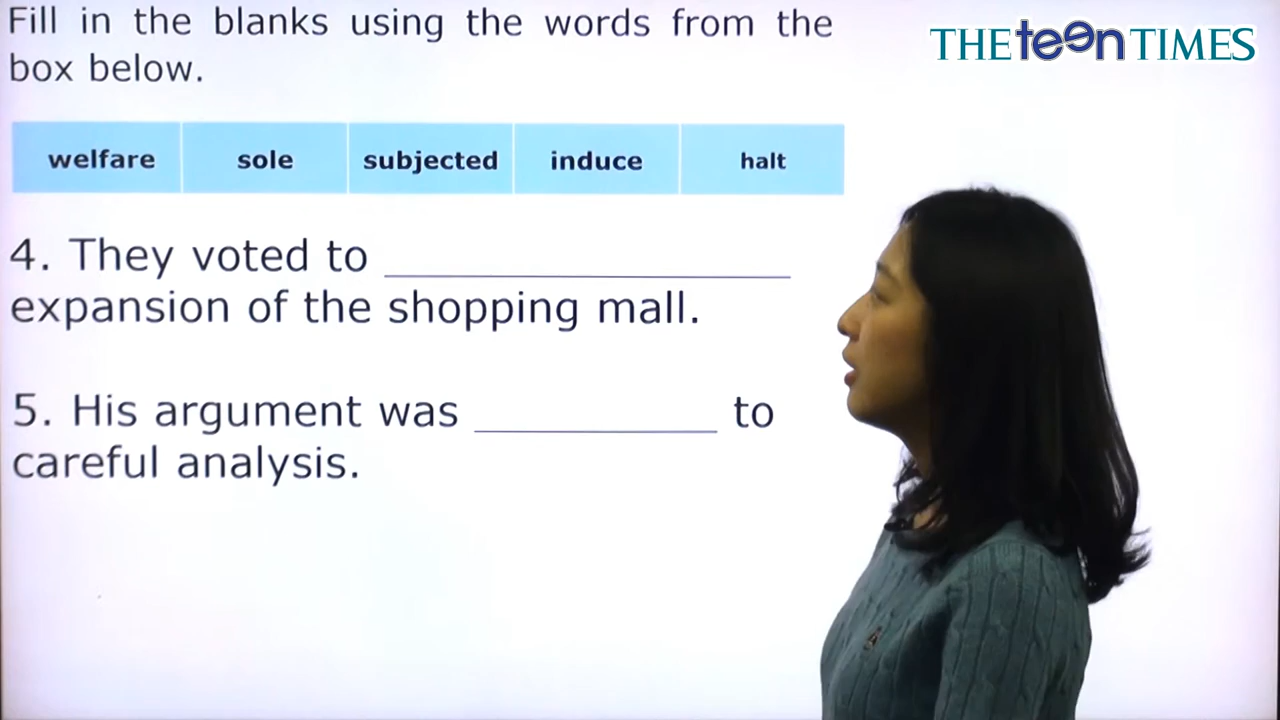 Fill in the blanks using the words from the
box below.
THE teen TIMES
welfare sole subjected induce halt
4. They voted to ____________________
expansion of the shopping mall.
5. His argument was ____________ to
careful analysis.